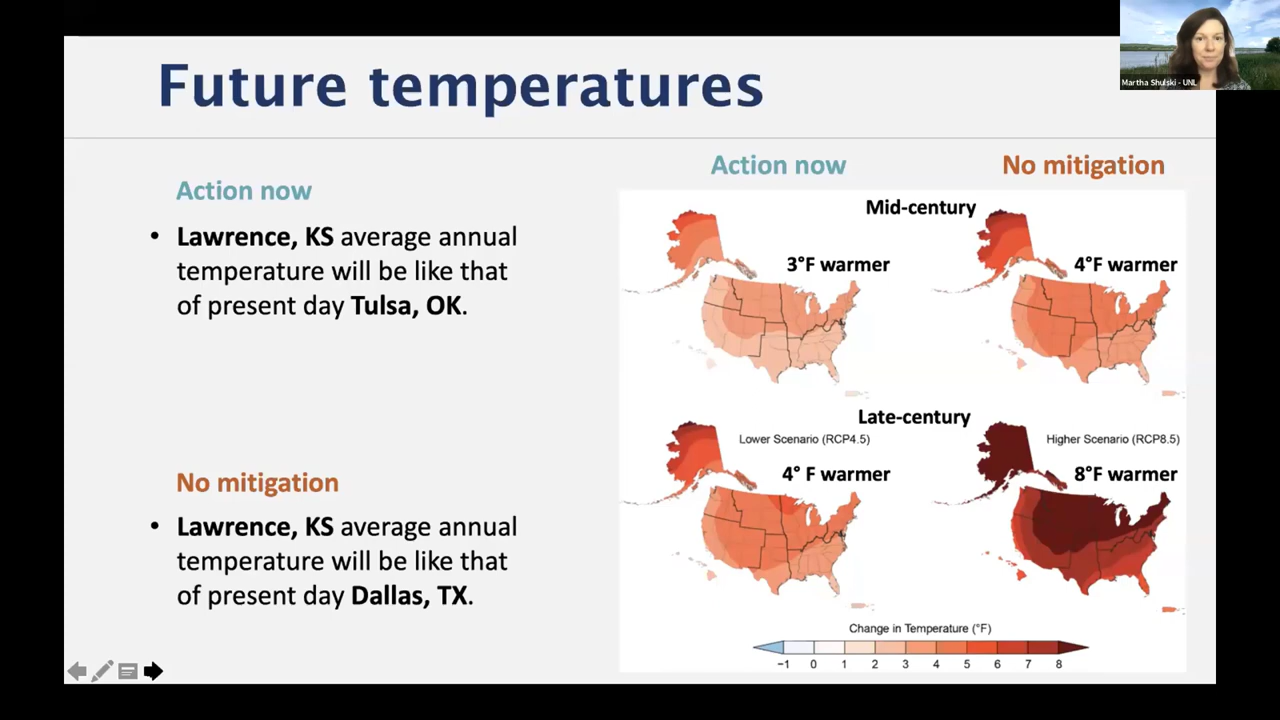 Future temperatures
Martha Shulski - UNL
Action now
• Lawrence, KS average annual
temperature will be like that
of present day Tulsa, OK.
No mitigation
• Lawrence, KS average annual
temperature will be like that
of present day Dallas, TX.
Action now
No mitigation
Mid-century
3°F warmer
4°F warmer
Late-century
Lower Scenario (RCP4.5)
Higher Scenario (RCP8.5)
4° F warmer
8°F warmer
Change in Temperature (°F)
−1 0 1 2 3 4 5 6 7 8